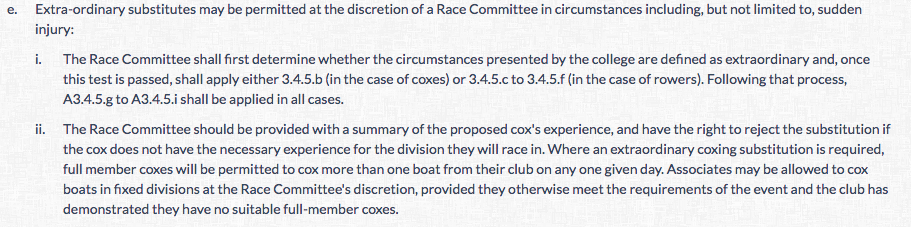 e. Extra-ordinary substitutes may be permitted at the discretion of a Race Committee in circumstances including, but not limited to, sudden
injury:
i. The Race Committee shall first determine whether the circumstances presented by the college are defined as extraordinary and, once
this test is passed, shall apply either 3.4.5.b (in the case of coxes) or 3.4.5.c to 3.4.5.f (in the case of rowers). Following that process,
A3.4.5.g to A3.4.5.i shall be applied in all cases.
ii. The Race Committee should be provided with a summary of the proposed cox's experience, and have the right to reject the substitution if
the cox does not have the necessary experience for the division they will race in. Where an extraordinary coxing substitution is required,
full member coxes will be permitted to cox more than one boat from their club on any one given day. Associates may be allowed to cox
boats in fixed divisions at the Race Committee's discretion, provided they otherwise meet the requirements of the event and the club has
demonstrated they have no suitable full-member coxes.